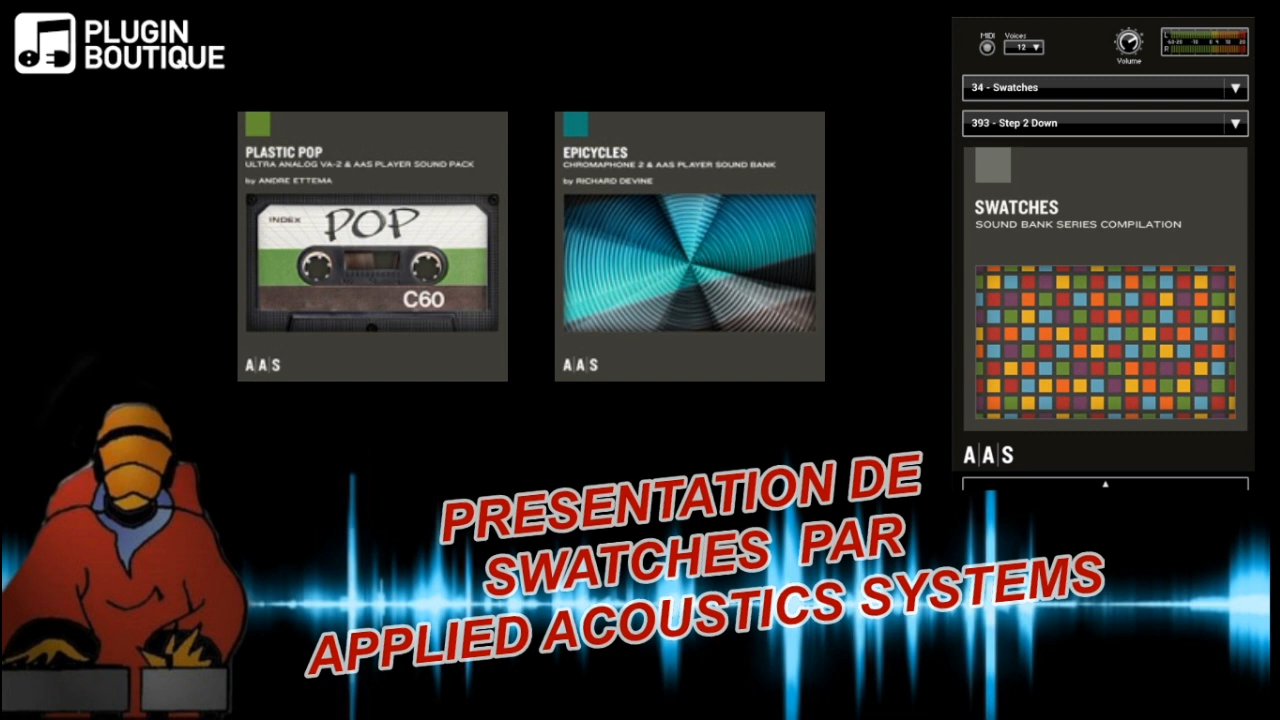 PLUGIN
BOUTIQUE
PLASTIC POP
ULTRA ANALOG VA-2 & AAS PLAYER SOUND PACK
by ANDRE ETTEMA
INDEX
POP
C60
A|A|S
EPICYCLES
CHROMAPHONE 2 & AAS PLAYER SOUND BANK
by RICHARD DEVINE
A|A|S
MIDI
Voices
12
Volume
L
R
34 - Swatches
393 - Step 2 Down
SWATCHES
SOUND BANK SERIES COMPILATION
A|A|S
PRESENTATION DE
SWATCHES PAR
APPLIED ACOUSTICS SYSTEMS